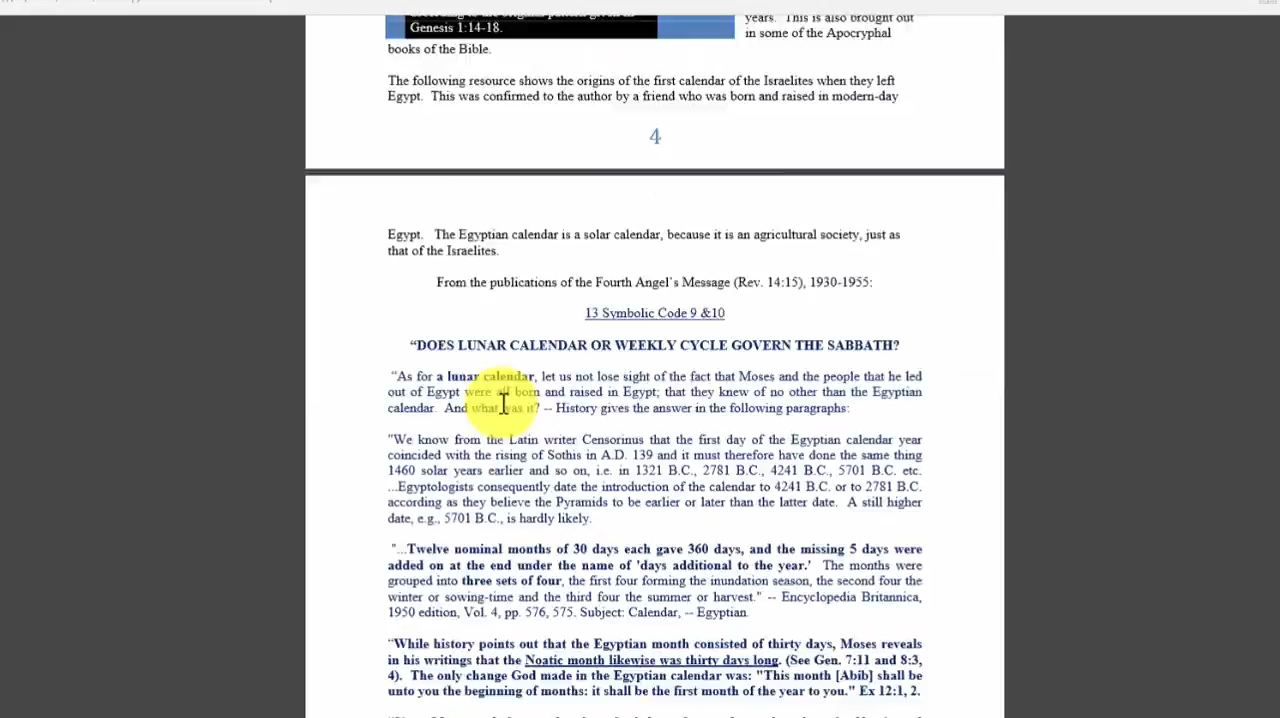 Genesis 1:14-18.
years. This is also brought out
in some of the Apocryphal
books of the Bible.
The following resource shows the origins of the first calendar of the Israelites when they left
Egypt. This was confirmed to the author by a friend who was born and raised in modern-day
4
Egypt. The Egyptian calendar is a solar calendar, because it is an agricultural society, just as
that of the Israelites.
From the publications of the Fourth Angel's Message (Rev. 14:15), 1930-1955:
13 Symbolic Code 9 &10
“DOES LUNAR CALENDAR OR WEEKLY CYCLE GOVERN THE SABBATH?
“As for a lunar calendar, let us not lose sight of the fact that Moses and the people that he led
out of Egypt were all born and raised in Egypt; that they knew of no other than the Egyptian
calendar. And what was it? -- History gives the answer in the following paragraphs:
"We know from the Latin writer Censorinus that the first day of the Egyptian calendar year
coincided with the rising of Sothis in A.D. 139 and it must therefore have done the same thing
1460 solar years earlier and so on, i.e. in 1321 B.C., 2781 B.C., 4241 B.C., 5701 B.C. etc.
...Egyptologists consequently date the introduction of the calendar to 4241 B.C. or to 2781 B.C.
according as they believe the Pyramids to be earlier or later than the latter date. A still higher
date, e.g., 5701 B.C., is hardly likely.
"...Twelve nominal months of 30 days each gave 360 days, and the missing 5 days were
added on at the end under the name of 'days additional to the year.' The months were
grouped into three sets of four, the first four forming the inundation season, the second four the
winter or sowing-time and the third four the summer or harvest." -- Encyclopedia Britannica,
1950 edition, Vol. 4, pp. 576, 575. Subject: Calendar, -- Egyptian.
"While history points out that the Egyptian month consisted of thirty days, Moses reveals
in his writings that the Noatic month likewise was thirty days long. (See Gen. 7:11 and 8:3,
4). The only change God made in the Egyptian calendar was: "This month [Abib] shall be
unto you the beginning of months: it shall be the first month of the year to you." Ex 12:1, 2.